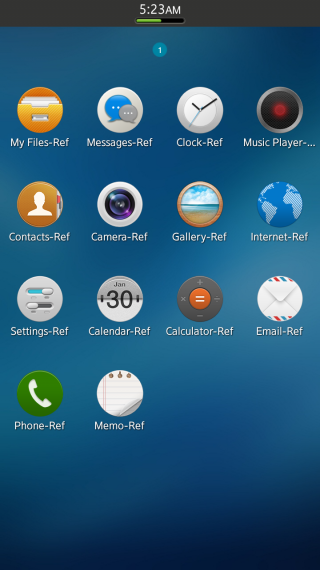 5:23AM
1
My Files-Ref Messages-Ref Clock-Ref Music Player-...
Contacts-Ref Camera-Ref Gallery-Ref Internet-Ref
Jan
30
Settings-Ref Calendar-Ref Calculator-Ref Email-Ref
Phone-Ref Memo-Ref